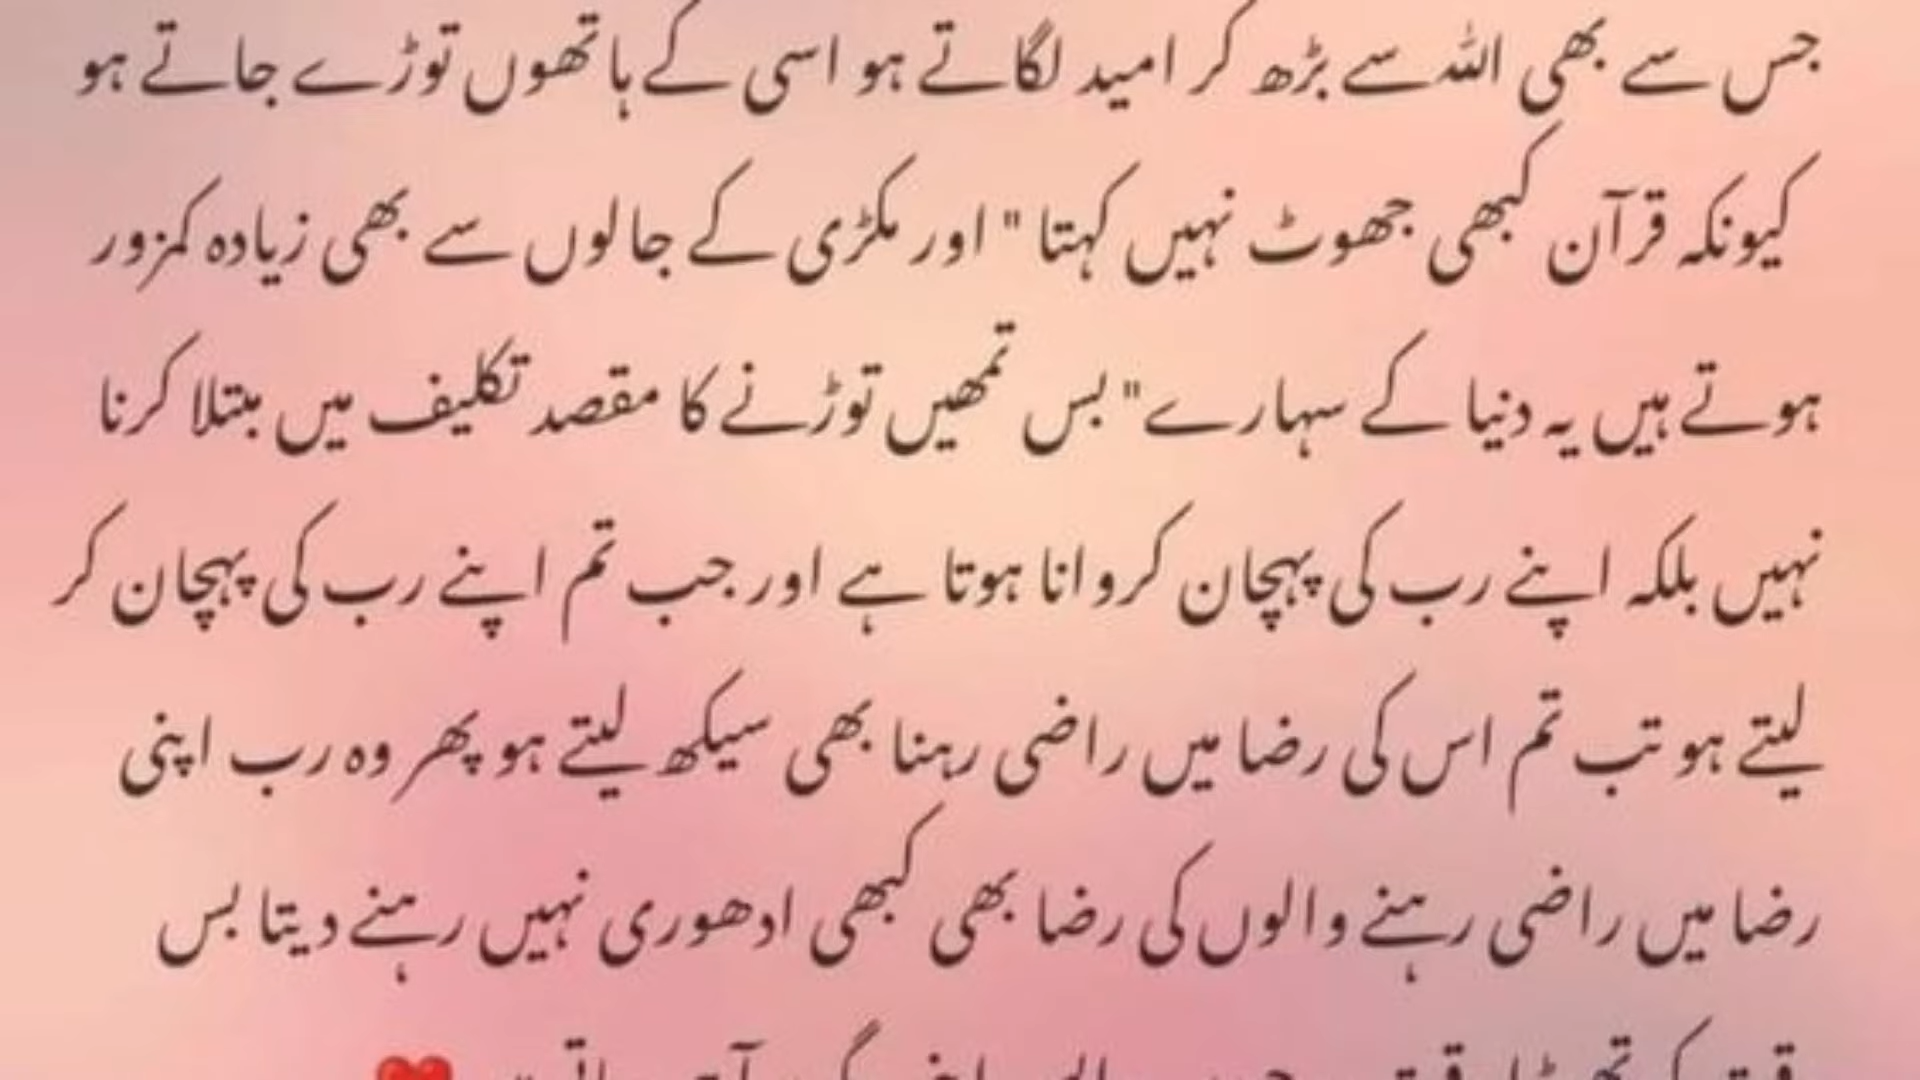 جس سے بھی اللہ سے بڑھ کر امید لگاتے ہو اسی کے ہاتھوں توڑے جاتے ہو
کیونکہ قرآن کبھی جھوٹ نہیں کہتا " اور مکڑی کے جالوں سے بھی زیادہ کمزور
ہوتے ہیں یہ دنیا کے سہارے" بس تمھیں توڑنے کا مقصد تکلیف میں مبتلا کرنا
نہیں بلکہ اپنے رب کی پہچان کروانا ہوتا ہے اور جب تم اپنے رب کی پہچان کر
لیتے ہو تب تم اس کی رضا میں راضی رہنا بھی سیکھ لیتے ہو پھر وہ رب اپنی
رضا میں راضی رہنے والوں کی رضا بھی کبھی ادھوری نہیں رہنے دیتا بس